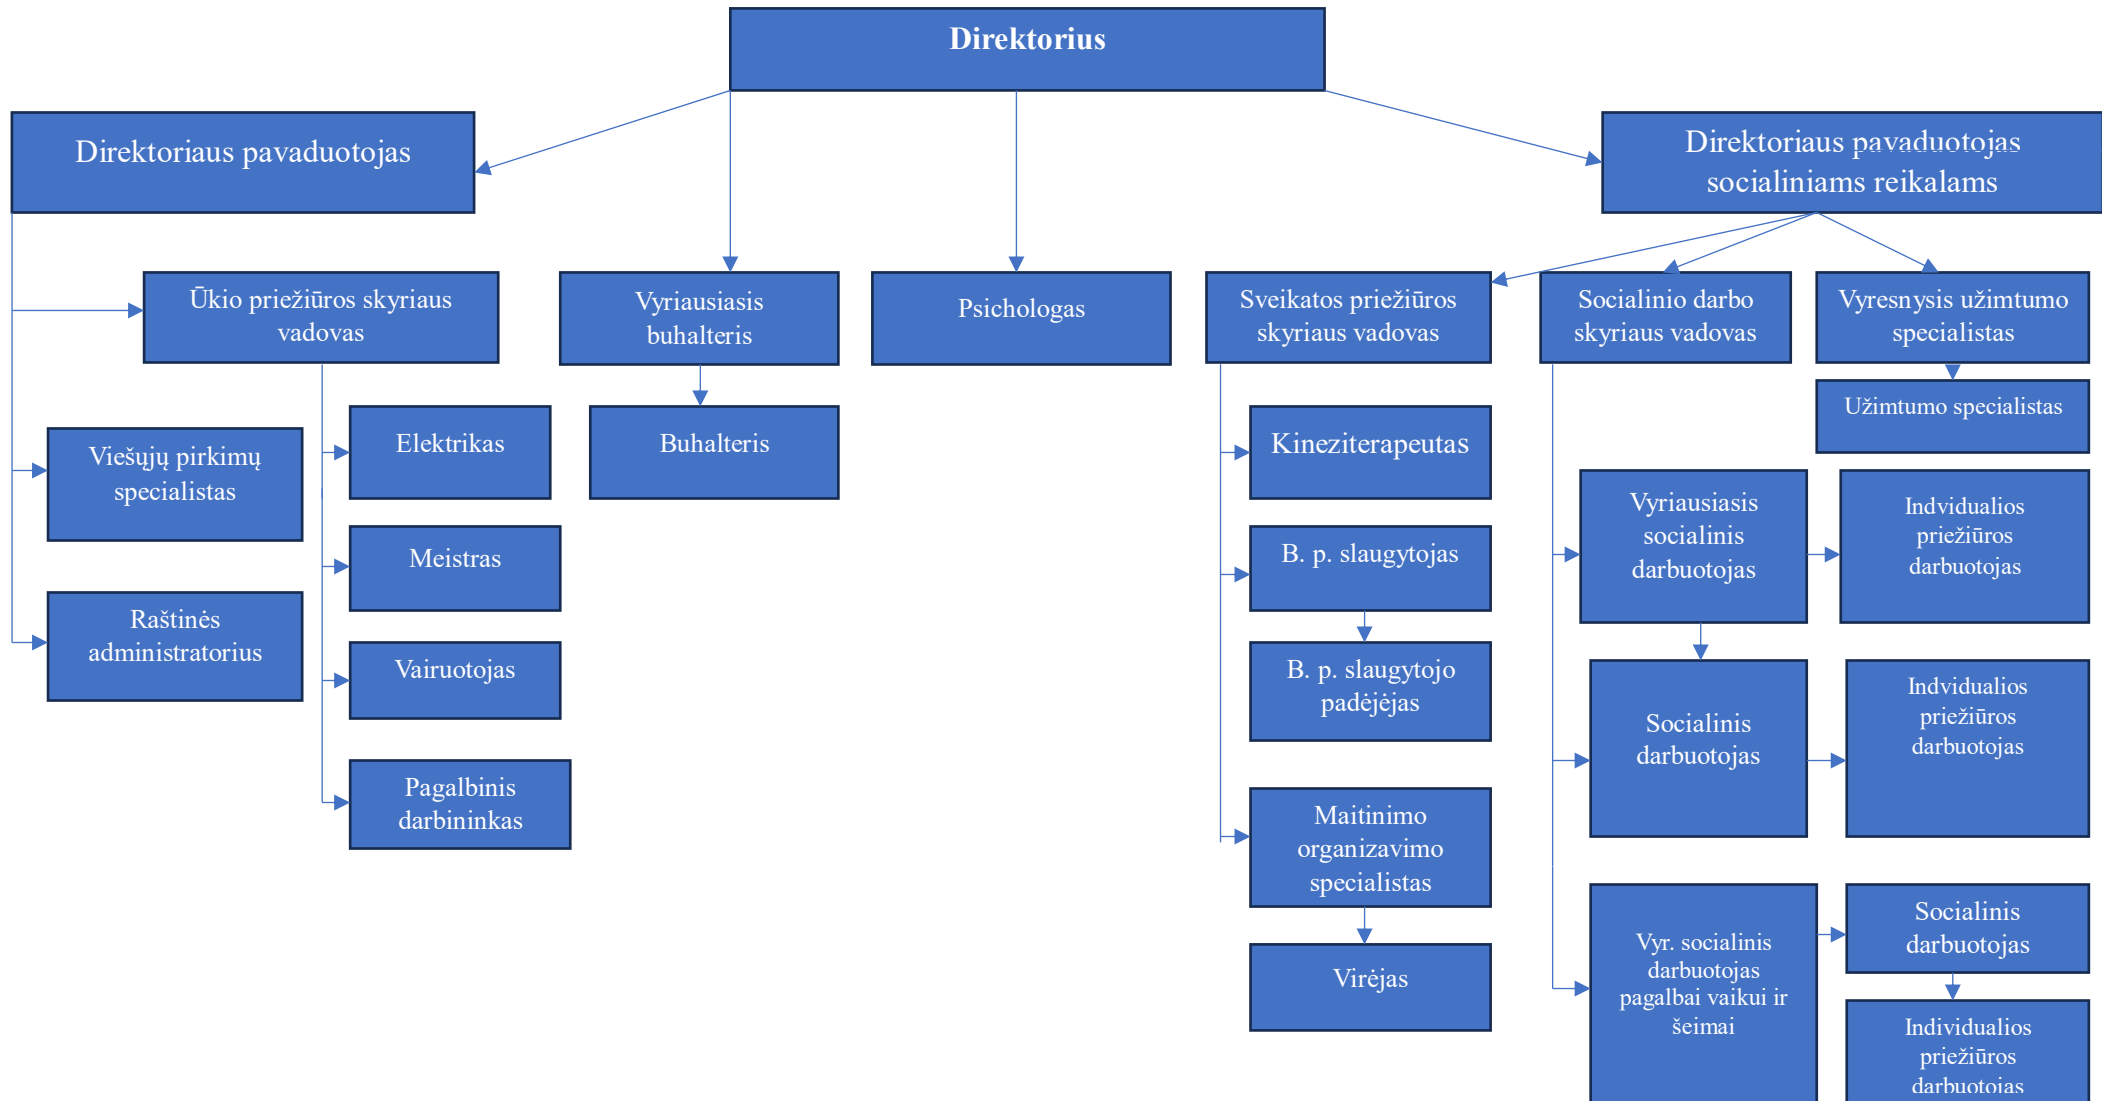 Direktorius
Direktoriaus pavaduotojas
Direktoriaus pavaduotojas
socialiniams reikalams
Ūkio priežiūros skyriaus
vadovas
Vyriausiasis
buhalteris
Psichologas
Sveikatos priežiūros
skyriaus vadovas
Socialinio darbo
skyriaus vadovas
Vyresnysis užimtumo
specialistas
Užimtumo specialistas
Viešųjų pirkimų
specialistas
Elektrikas
Buhalteris
Kineziterapeutas
Vyriausiasis
socialinis
darbuotojas
Indvidualios
priežiūros
darbuotojas
Meistras
B. p. slaugytojas
Raštinės
administratorius
Vairuotojas
B. p. slaugytojo
padėjėjas
Socialinis
darbuotojas
Indvidualios
priežiūros
darbuotojas
Pagalbinis
darbininkas
Maitinimo
organizavimo
specialistas
Virėjas
Vyr. socialinis
darbuotojas
pagalbai vaikui ir
šeimai
Socialinis
darbuotojas
Individualios
priežiūros
darbuotojas